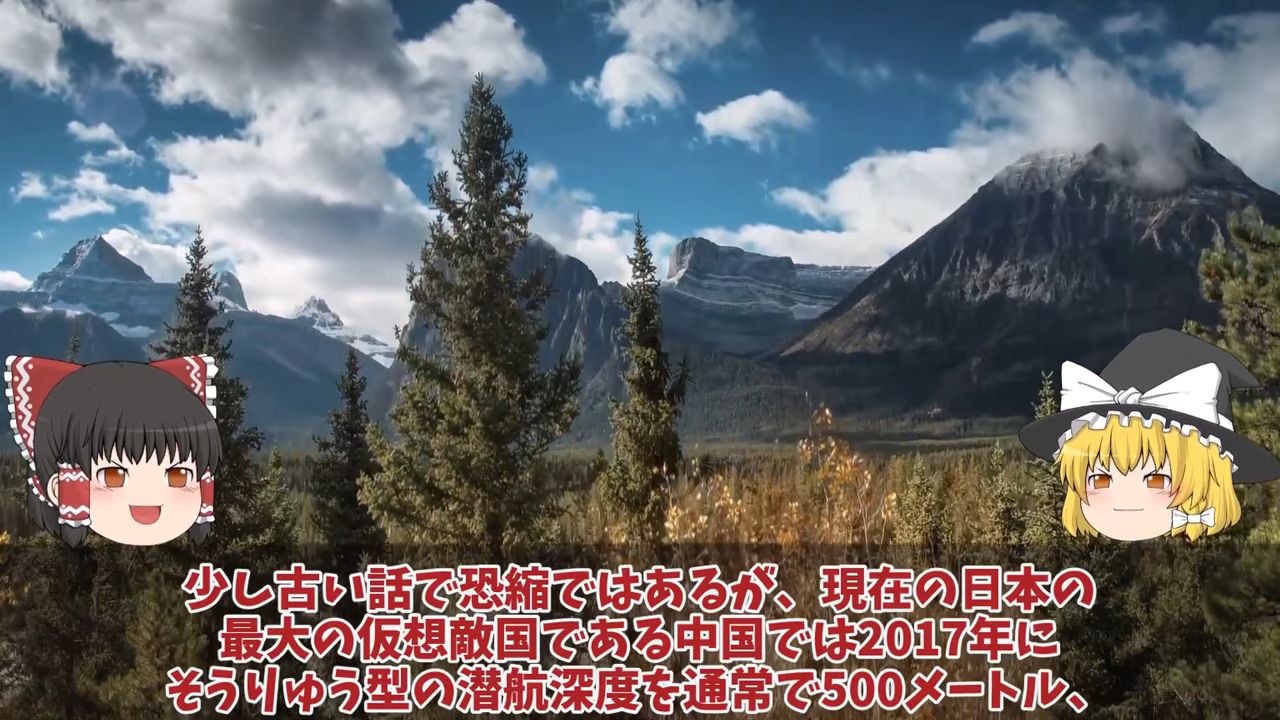 少し古い話で恐縮ではあるが、現在の日本の
最大の仮想敵国である中国では2017年に
そうりゅう型の潜航深度を通常で500メートル、